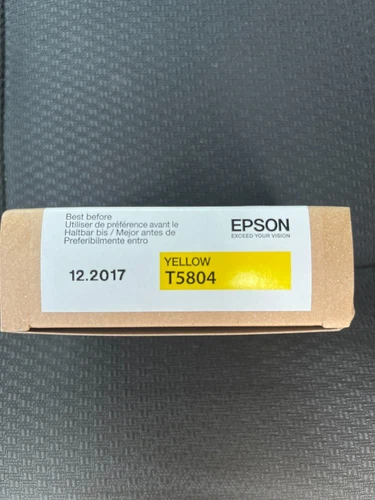 Best before
Utiliser de préférence avant le
Haltbar bis / Mejor antes de
Preferibilmente entro
12.2017
EPSON
EXCEED YOUR VISION
YELLOW
T5804